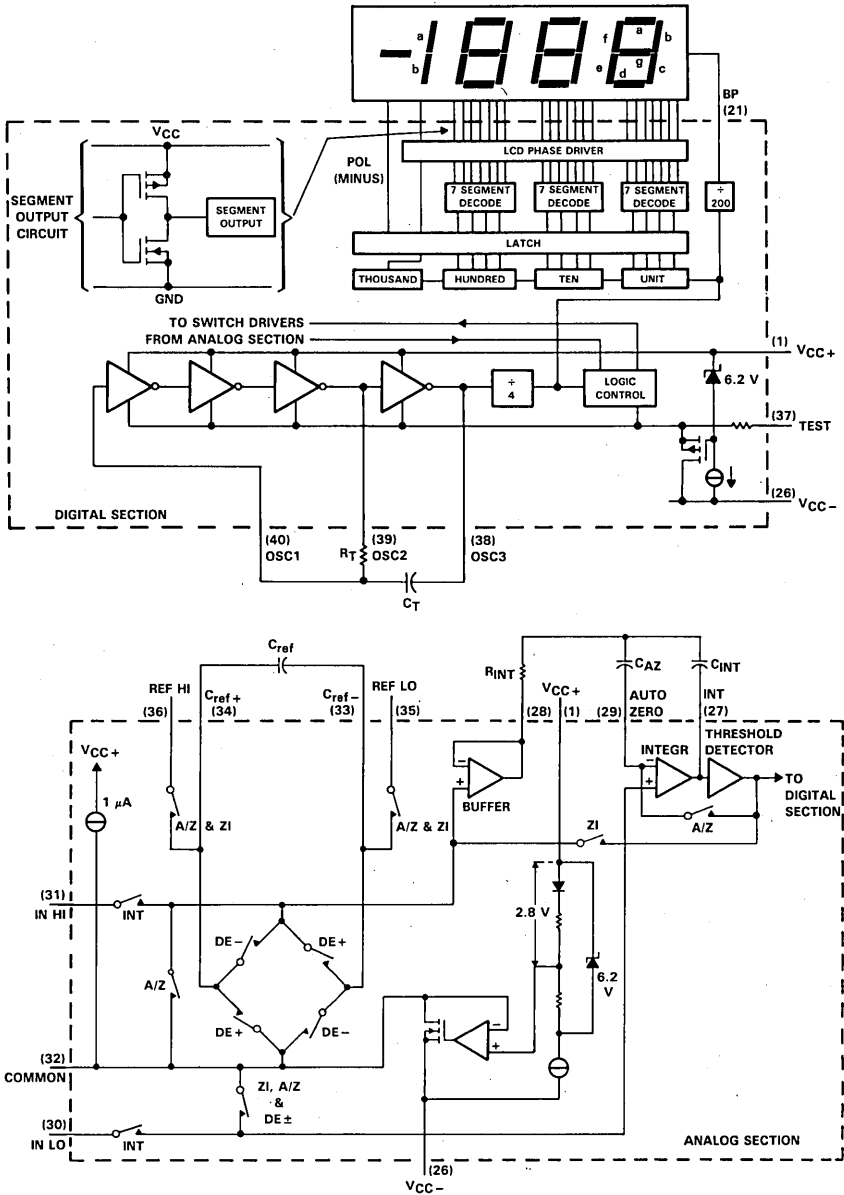 a
b
f
a
b
g
e
d
c
BP
(21)
VCC
SEGMENT
OUTPUT
CIRCUIT
SEGMENT
OUTPUT
GND
POL
(MINUS)
LCD PHASE DRIVER
7 SEGMENT
DECODE
7 SEGMENT
DECODE
7 SEGMENT
DECODE
÷
200
LATCH
THOUSAND
HUNDRED
TEN
UNIT
TO SWITCH DRIVERS
FROM ANALOG SECTION
(1)
VCC+
6.2 V
÷
4
LOGIC
CONTROL
(37)
TEST
(26)
VCC-
DIGITAL SECTION
(40)
OSC1
RT
(39)
OSC2
(38)
OSC3
CT
Cref
REF HI
(36)
Cref+
(34)
Cref-
(33)
REF LO
(35)
RINT
CAZ
CINT
VCC+
(28)
(1)
AUTO
ZERO
(29)
INT
(27)
VCC+
1 µA
A/Z & ZI
A/Z & ZI
-
+
BUFFER
INTEGR
-
+
THRESHOLD
DETECTOR
TO
DIGITAL
SECTION
A/Z
ZI
(31)
IN HI
INT
2.8 V
6.2
V
DE-
DE+
A/Z
DE+
DE-
-
+
(32)
COMMON
ZI, A/Z
&
DE±
(30)
IN LO
INT
ANALOG SECTION
(26)
VCC-